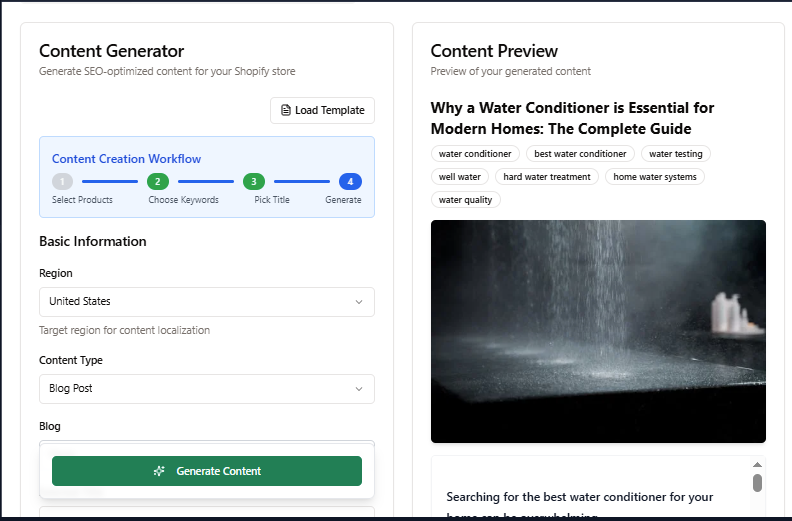 Content Generator
Generate SEO-optimized content for your Shopify store
Load Template
Content Creation Workflow
1 2 3 4
Select Products Choose Keywords Pick Title Generate
Basic Information
Region
United States
Target region for content localization
Content Type
Blog Post
Blog
Generate Content
Content Preview
Preview of your generated content
Why a Water Conditioner is Essential for
Modern Homes: The Complete Guide
water conditioner best water conditioner water testing
well water hard water treatment home water systems
water quality
Searching for the best water conditioner for your
home can be overwhelming